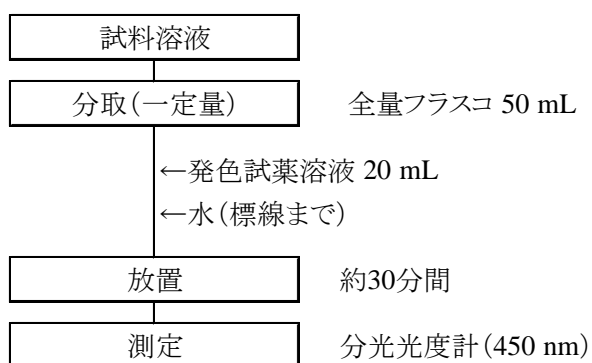 試料溶液
分取(一定量) 全量フラスコ 50 mL
←発色試薬溶液 20 mL
←水(標線まで)
放置 約30分間
測定 分光光度計(450 nm)